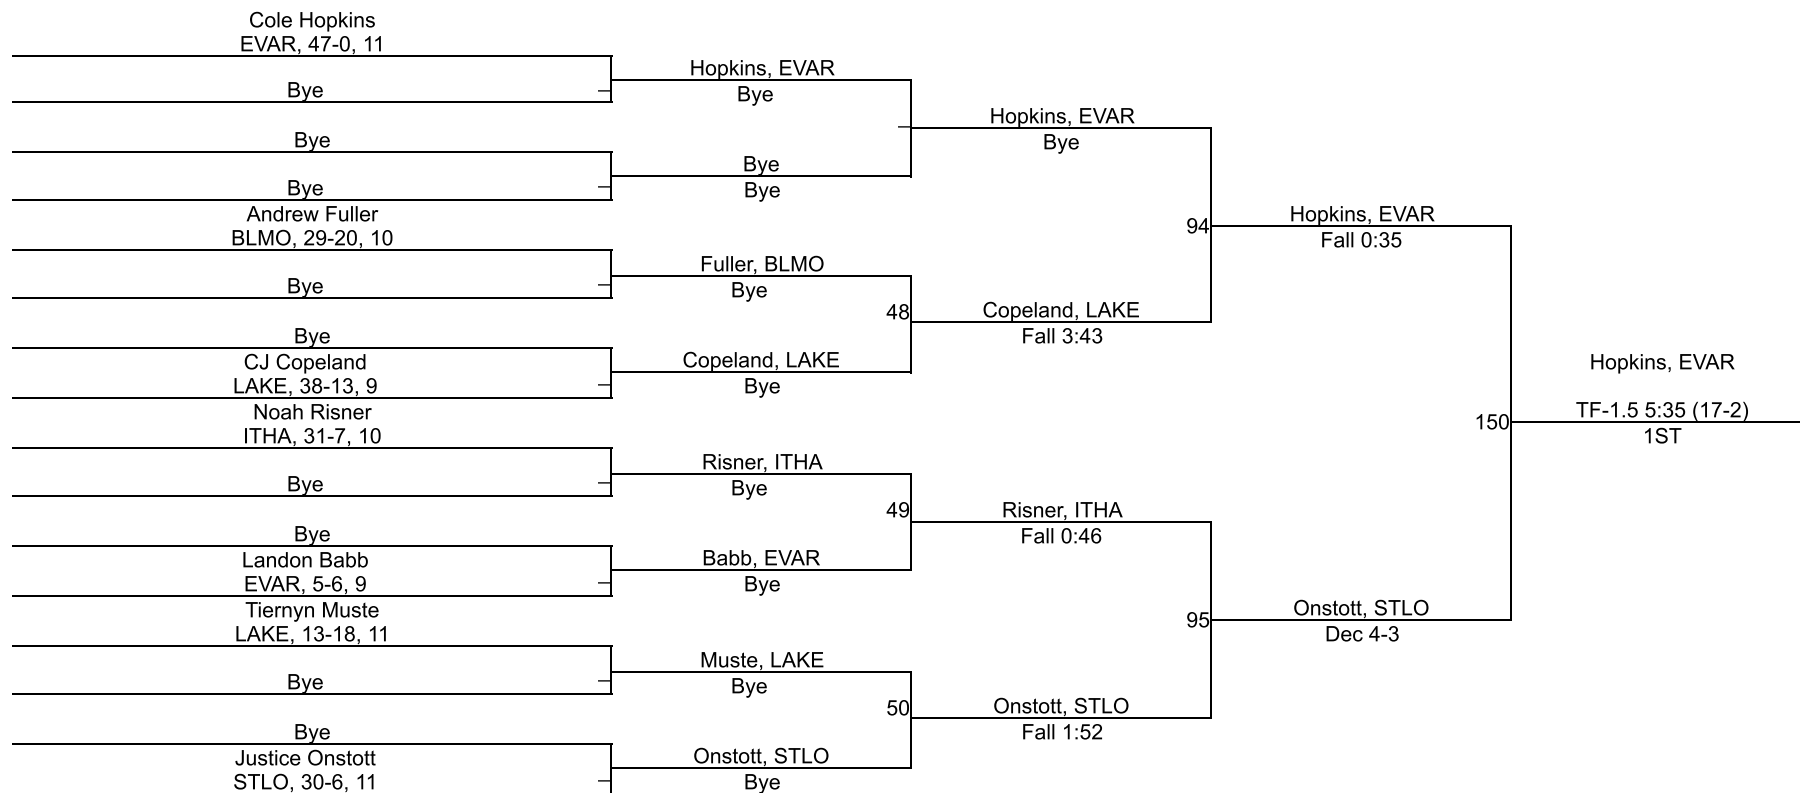 Cole Hopkins
EVAR, 47-0, 11
Bye
Bye
Bye
Andrew Fuller
BLMO, 29-20, 10
Bye
Bye
CJ Copeland
LAKE, 38-13, 9
Noah Risner
ITHA, 31-7, 10
Bye
Bye
Landon Babb
EVAR, 5-6, 9
Tiernyn Muste
LAKE, 13-18, 11
Bye
Bye
Justice Onstott
STLO, 30-6, 11
Hopkins, EVAR
Bye
Bye
Bye
Fuller, BLMO
Bye
48
Copeland, LAKE
Bye
Risner, ITHA
Bye
49
Babb, EVAR
Bye
Muste, LAKE
Bye
50
Onstott, STLO
Bye
Hopkins, EVAR
Bye
94
Copeland, LAKE
Fall 3:43
Risner, ITHA
Fall 0:46
95
Onstott, STLO
Fall 1:52
Hopkins, EVAR
Fall 0:35
150
Onstott, STLO
Dec 4-3
Hopkins, EVAR
TF-1.5 5:35 (17-2)
1ST